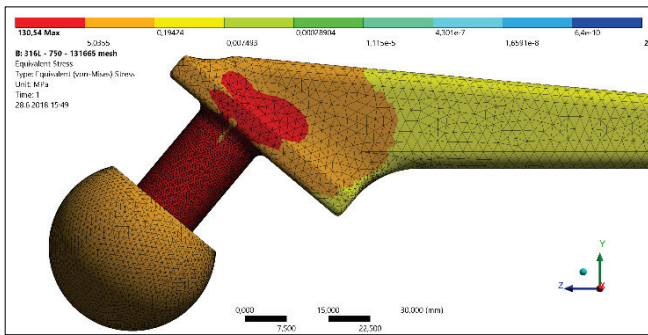 130,54 Max 0,19424 0,00028904 4,301e-7 6,4e-10
5,0355 0,007493 1,115e-5 1,6591e-8 2
B: 316L - 750 - 131665 mesh
Equivalent Stress
Type: Equivalent (von-Mises) Stress
Unit: MPa
Time: 1
28.6.2018 15:49
Y
Z X
0,000 15,000 30,000 (mm)
7,500 22,500